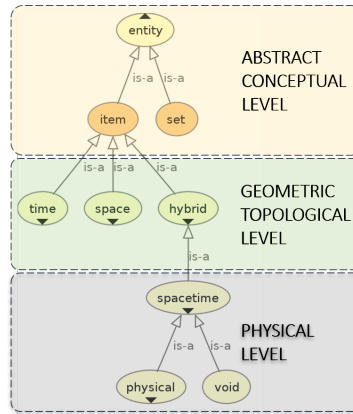 entity
is-a is-a
ABSTRACT
CONCEPTUAL
LEVEL
item set
is-a is-a is-a
time space hybrid
GEOMETRIC
TOPOLOGICAL
LEVEL
is-a
spacetime
PHYSICAL
LEVEL
is-a is-a
physical void